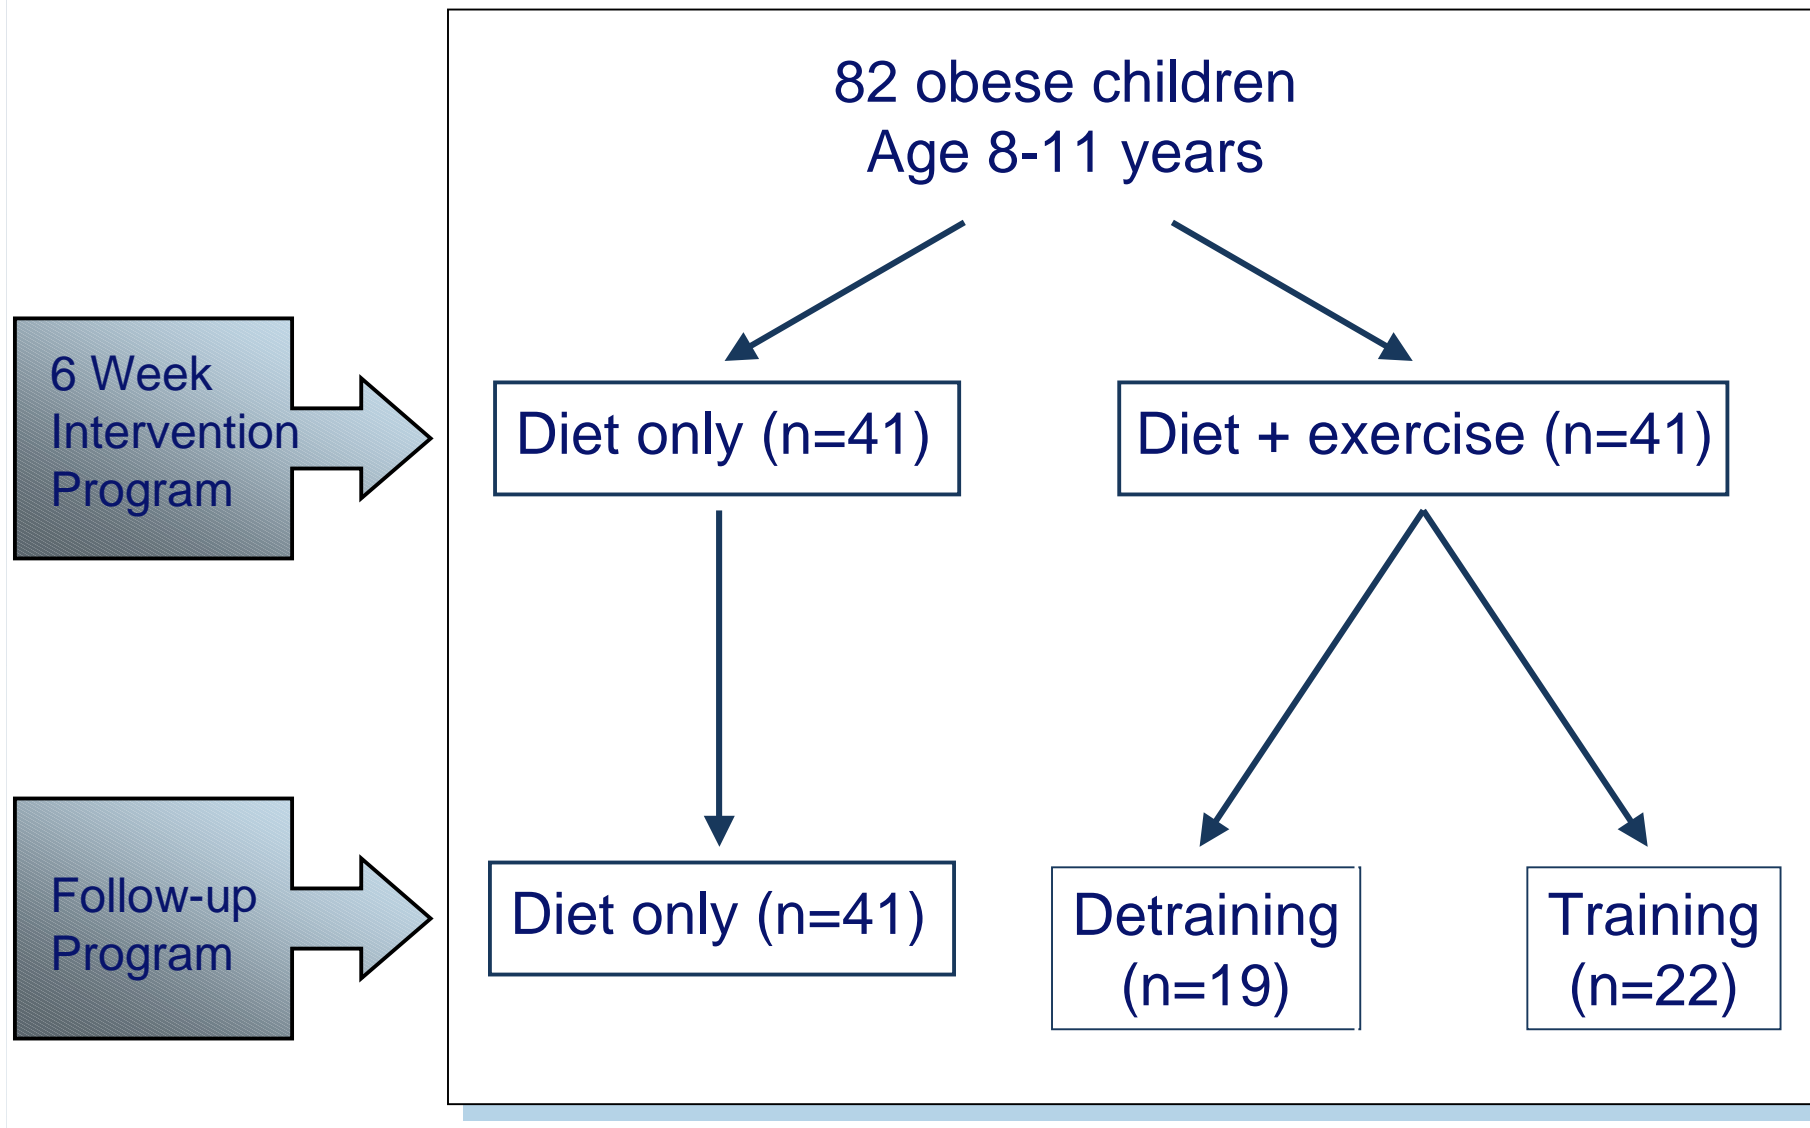 82 obese children
Age 8-11 years
6 Week
Intervention
Program
Diet only (n=41)
Diet + exercise (n=41)
Follow-up
Program
Diet only (n=41)
Detraining
(n=19)
Training
(n=22)